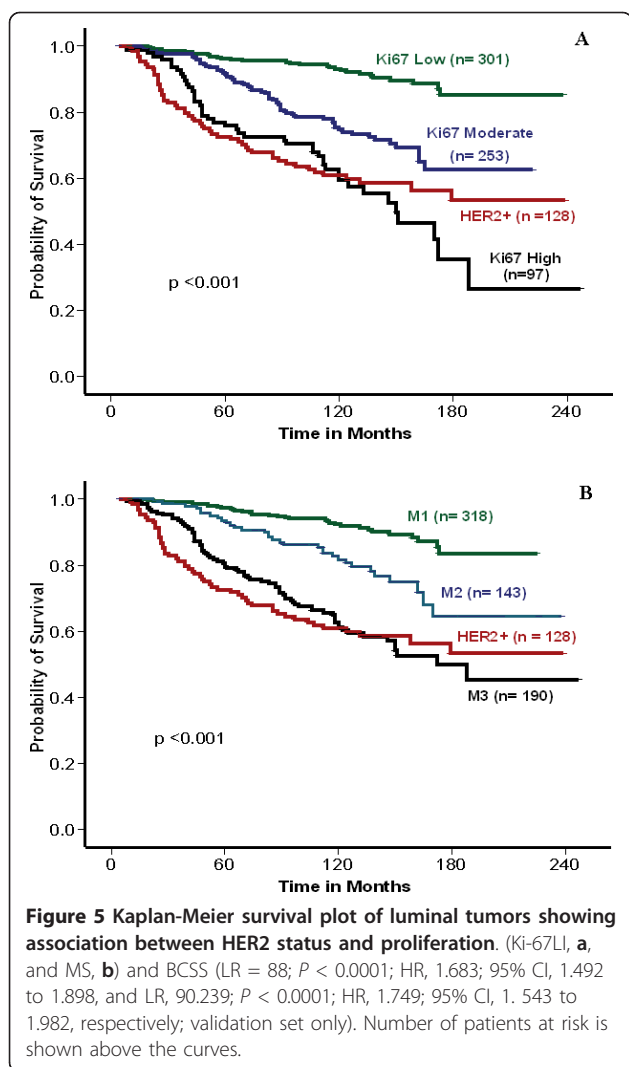 A
1.0
0.8
0.6
0.4
0.2
0.0
Probability of Survival
Ki67 Low (n= 301)
Ki67 Moderate
(n= 253)
HER2+ (n =128)
Ki67 High
(n=97)
p <0.001
0 60 120 180 240
Time in Months
B
1.0
0.8
0.6
0.4
0.2
0.0
Probability of Survival
M1 (n= 318)
M2 (n= 143)
HER2+ (n= 128)
M3 (n= 190)
p <0.001
0 60 120 180 240
Time in Months
Figure 5 Kaplan-Meier survival plot of luminal tumors showing
association between HER2 status and proliferation. (Ki-67LI, a,
and MS, b) and BCSS (LR = 88; P < 0.0001; HR, 1.683; 95% CI, 1.492
to 1.898, and LR, 90.239; P < 0.0001; HR, 1.749; 95% CI, 1. 543 to
1.982, respectively; validation set only). Number of patients at risk is
shown above the curves.